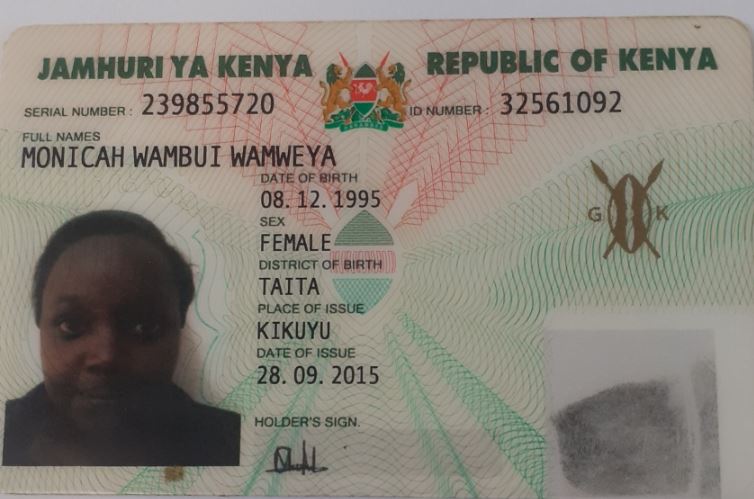 JAMHURI YA KENYA REPUBLIC OF KENYA
SERIAL NUMBER: 239855720 ID NUMBER: 32561092
FULL NAMES
MONICAH WAMBUI WAMWEYA
DATE OF BIRTH
08.12.1995
SEX
FEMALE
DISTRICT OF BIRTH
TAITA
PLACE OF ISSUE
KIKUYU
DATE OF ISSUE
28.09.2015
HOLDER'S SIGN.
G K